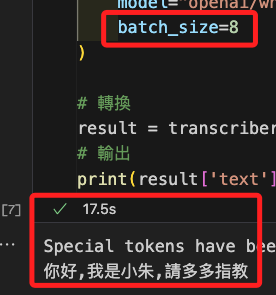 model="openai/wh
batch_size=8
)
# 轉換
result = transcriber
# 輸出
print(result['text']
[7]
✓ 17.5s
...
Special tokens have bee
你好,我是小朱,請多多指教